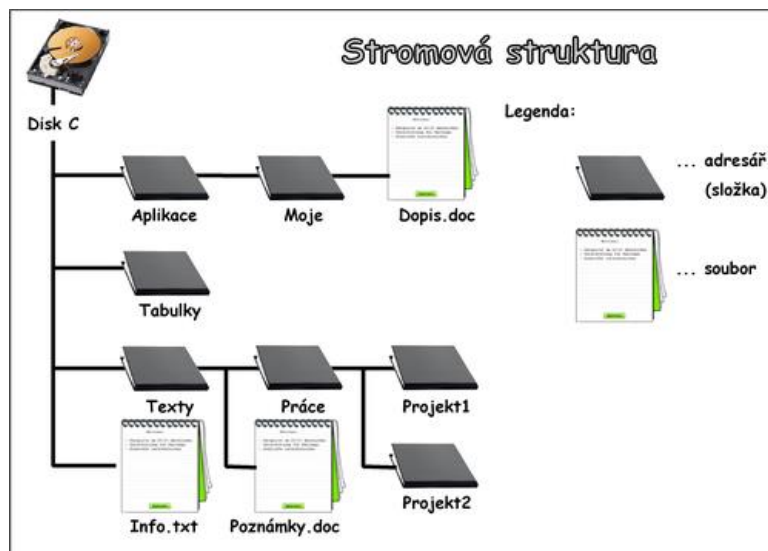 Stromová struktura
Disk C
Legenda:
... adresář
(složka)
Aplikace
Moje
Dopis.doc
... soubor
Tabulky
Texty
Práce
Projekt1
Info.txt
Poznámky.doc
Projekt2